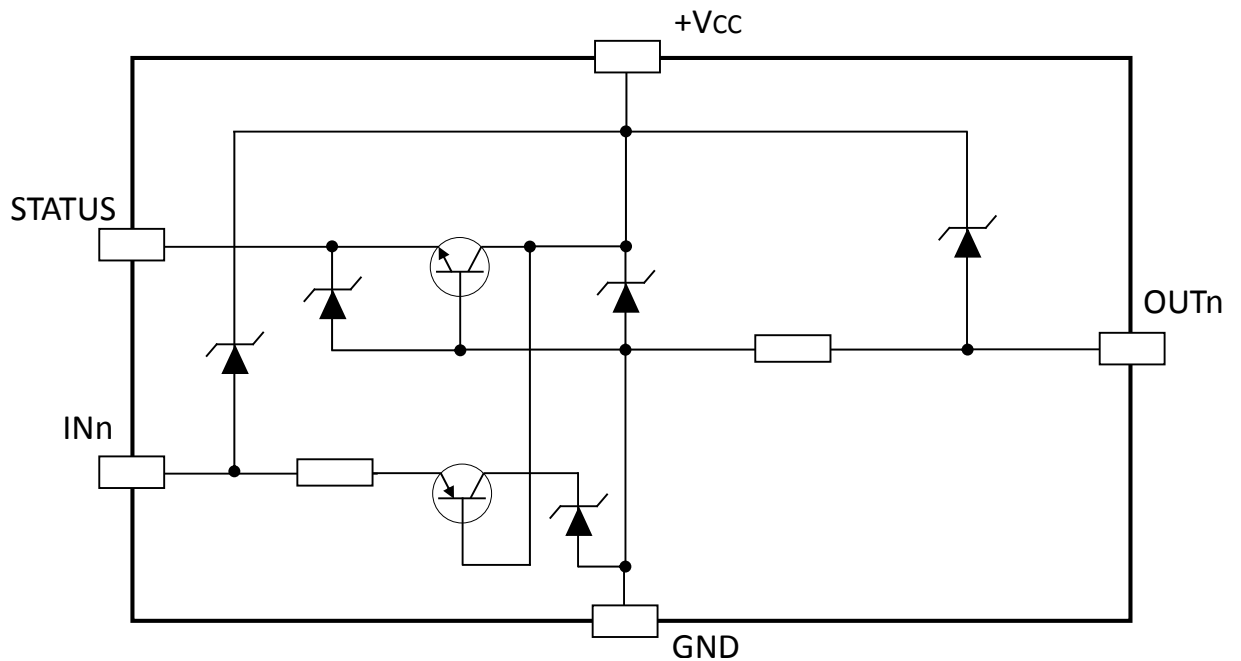 +Vcc
STATUS
OUTn
INn
GND